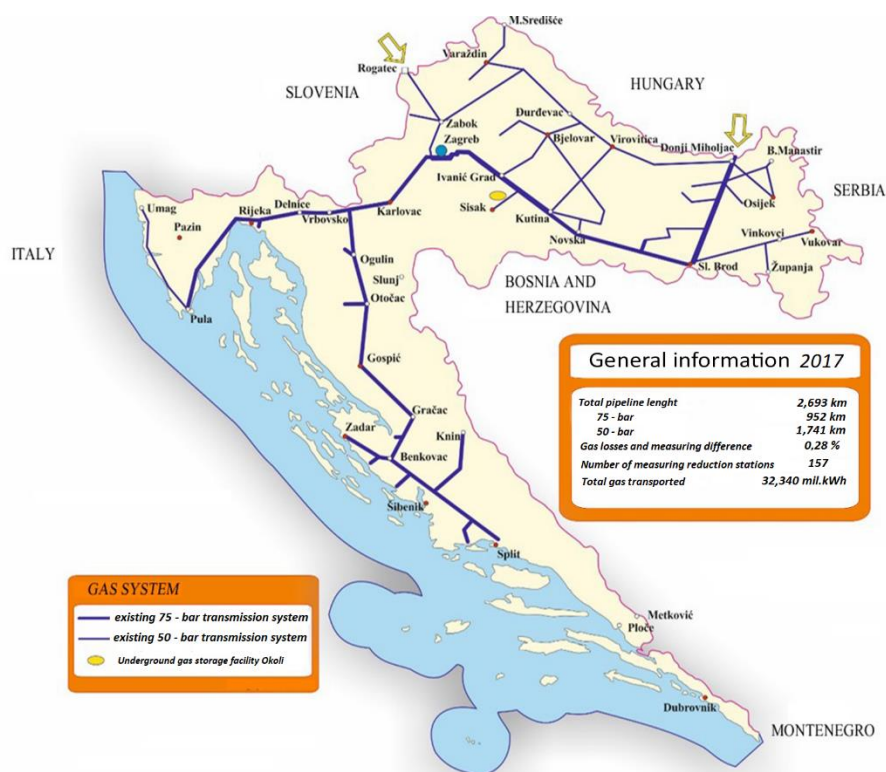 M.Središće
Varaždin
Rogatec
HUNGARY
SLOVENIA
Đurđevac
Zabok
Zagreb
Bjelovar
Virovitica
Donji Miholjac
B.Manastir
Ivanić Grad
SERBIA
Umag
Delnice
Sisak
Osijek
Rijeka
Karlovac
Kutina
Pazin
Vrbovsko
Novska
Vinkovci
Vukovar
ITALY
Ogulin
Sl. Brod
Slunj
BOSNIA AND
HERZEGOVINA
Županja
Otočac
Pula
Gospić
General information 2017
Total pipeline lenght 2,693 km
75 - bar 952 km
50 - bar 1,741 km
Gas losses and measuring difference 0,28 %
Number of measuring reduction stations 157
Total gas transported 32,340 mil.kWh
Gračac
Zadar
Knin
Benkovac
Šibenik
Split
GAS SYSTEM
existing 75 - bar transmission system
existing 50 - bar transmission system
Underground gas storage facility Okoli
Metković
Ploče
Dubrovnik
MONTENEGRO